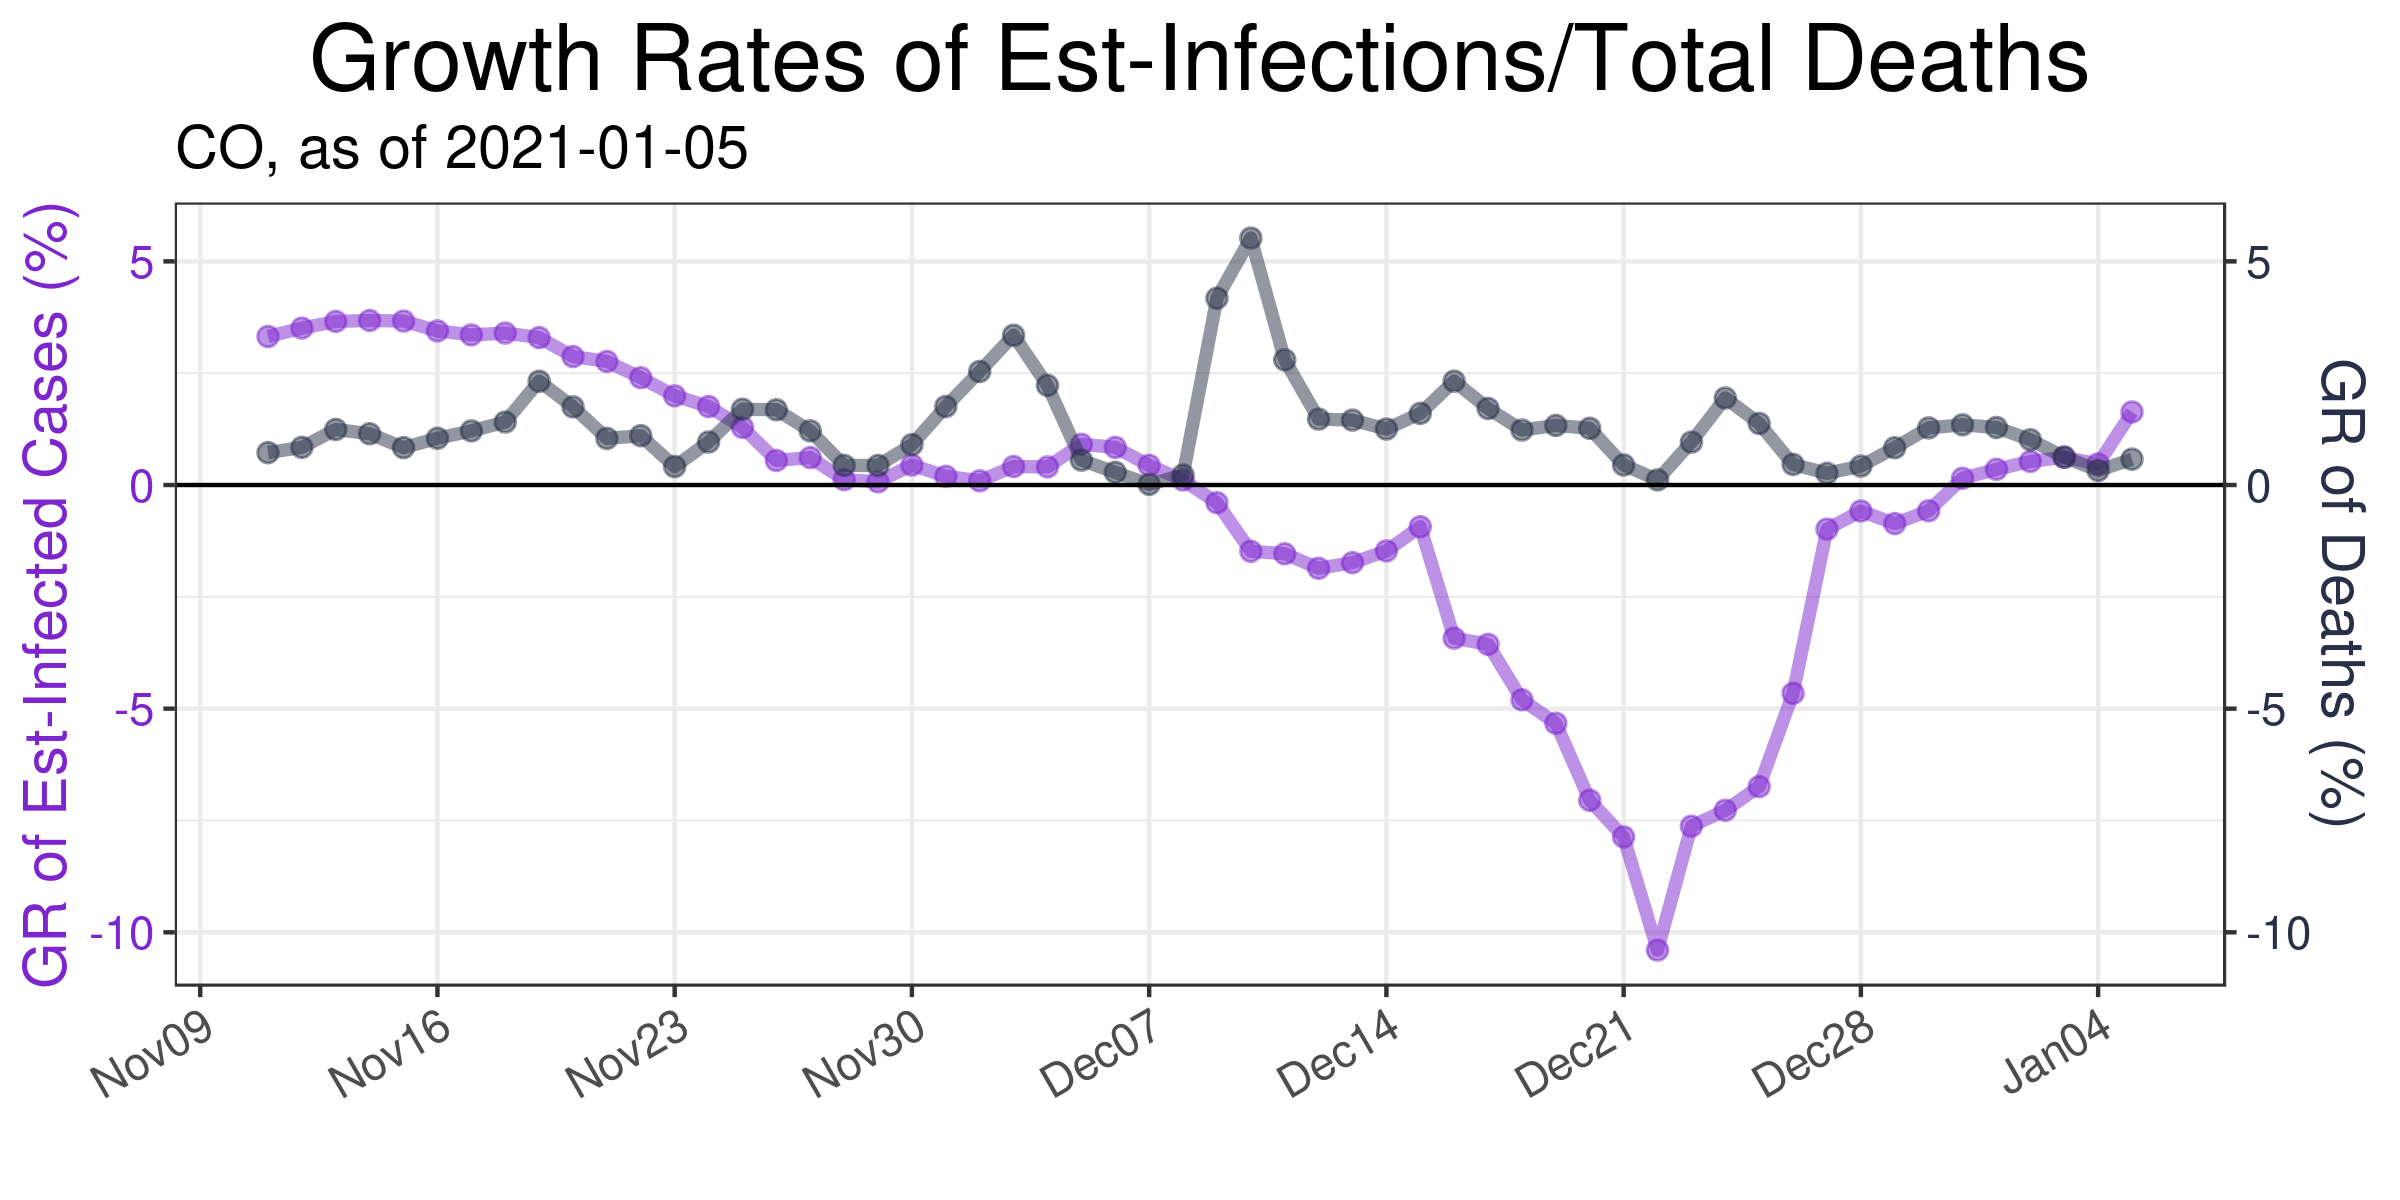 Growth Rates of Est-Infections/Total Deaths
CO, as of 2021-01-05
GR of Est-Infected Cases (%)
5
0
-5
-10
5
0
-5
-10
GR of Deaths (%)
Nov09
Nov16
Nov23
Nov30
Dec07
Dec14
Dec21
Dec28
Jan04